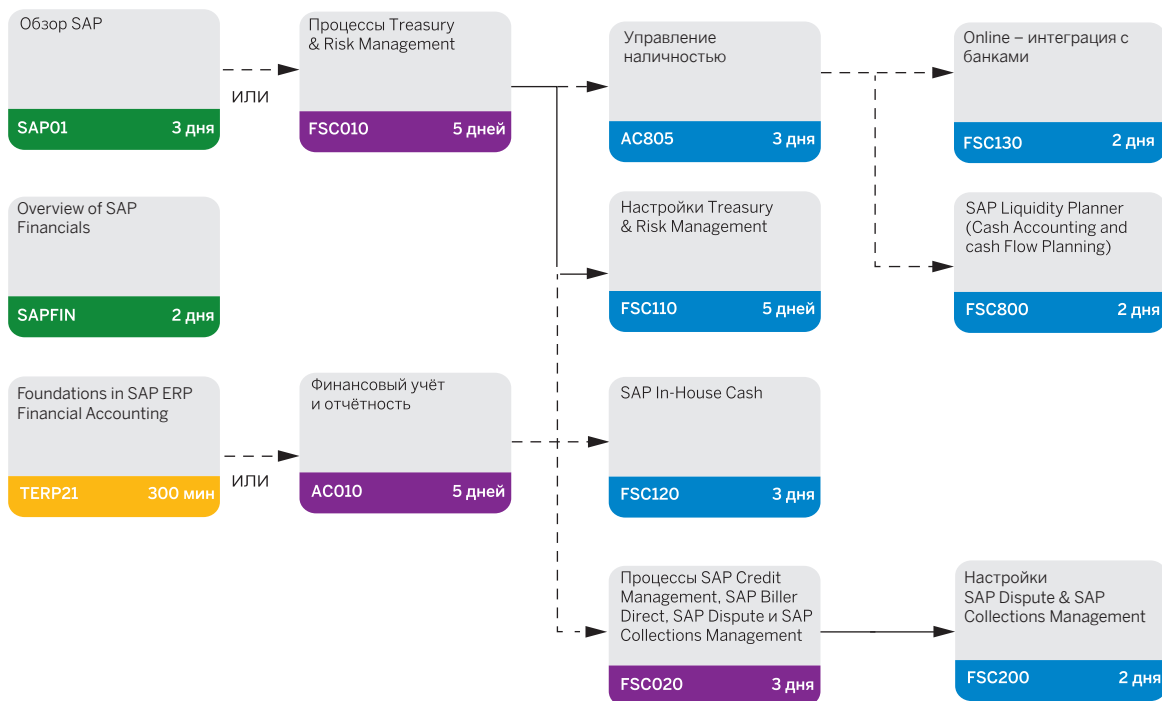 Обзор SAP
SAP01 3 дня
ИЛИ
Процессы Treasury
& Risk Management
FSC010 5 дней
Управление
наличностью
AC805 3 дня
Online – интеграция с
банками
FSC130 2 дня
Overview of SAP
Financials
SAPFIN 2 дня
Настройки Treasury
& Risk Management
FSC110 5 дней
SAP Liquidity Planner
(Cash Accounting and
cash Flow Planning)
FSC800 2 дня
Foundations in SAP ERP
Financial Accounting
TERP21 300 мин
ИЛИ
Финансовый учёт
и отчётность
AC010 5 дней
SAP In-House Cash
FSC120 3 дня
Процессы SAP Credit
Management, SAP Biller
Direct, SAP Dispute и SAP
Collections Management
FSC020 3 дня
Настройки
SAP Dispute & SAP
Collections Management
FSC200 2 дня